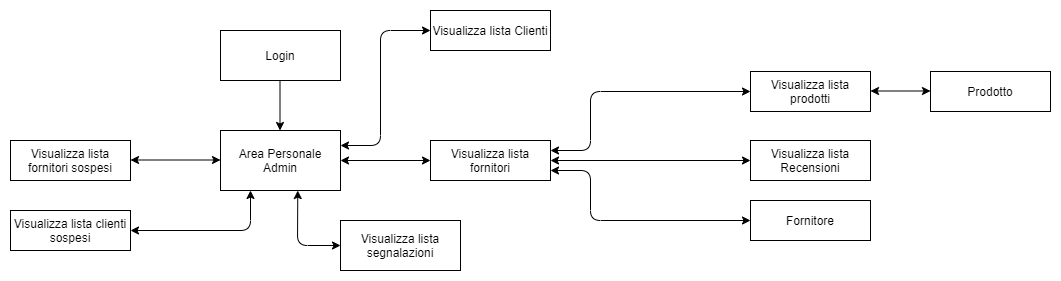 Visualizza lista Clienti
Login
Visualizza lista
prodotti
Prodotto
Visualizza lista
fornitori sospesi
Area Personale
Admin
Visualizza lista
fornitori
Visualizza lista
Recensioni
Visualizza lista clienti
sospesi
Visualizza lista
segnalazioni
Fornitore